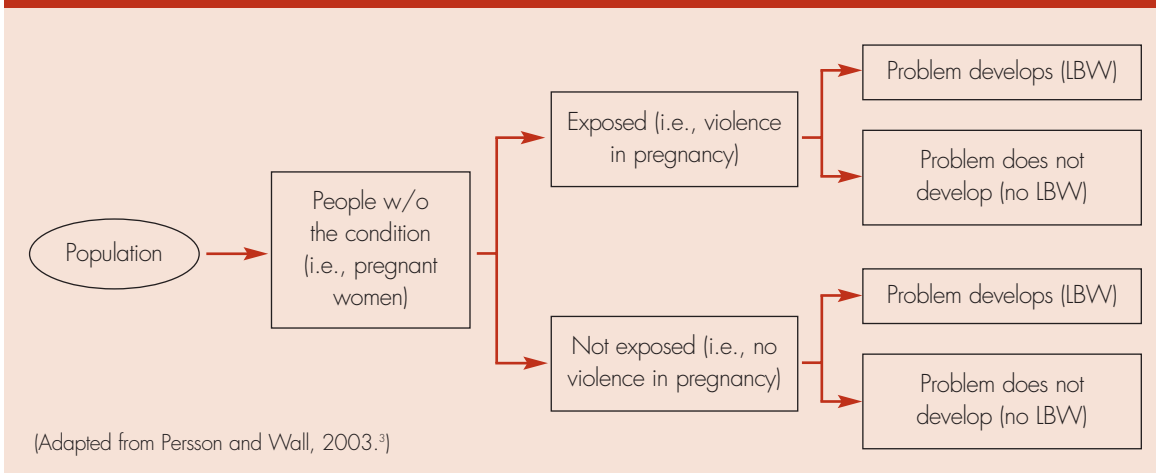 Population
People w/o
the condition
(i.e., pregnant
women)
Exposed (i.e., violence
in pregnancy)
Problem develops (LBW)
Problem does not
develop (no LBW)
Not exposed (i.e., no
violence in pregnancy)
Problem develops (LBW)
Problem does not
develop (no LBW)
(Adapted from Persson and Wall, 2003.³)